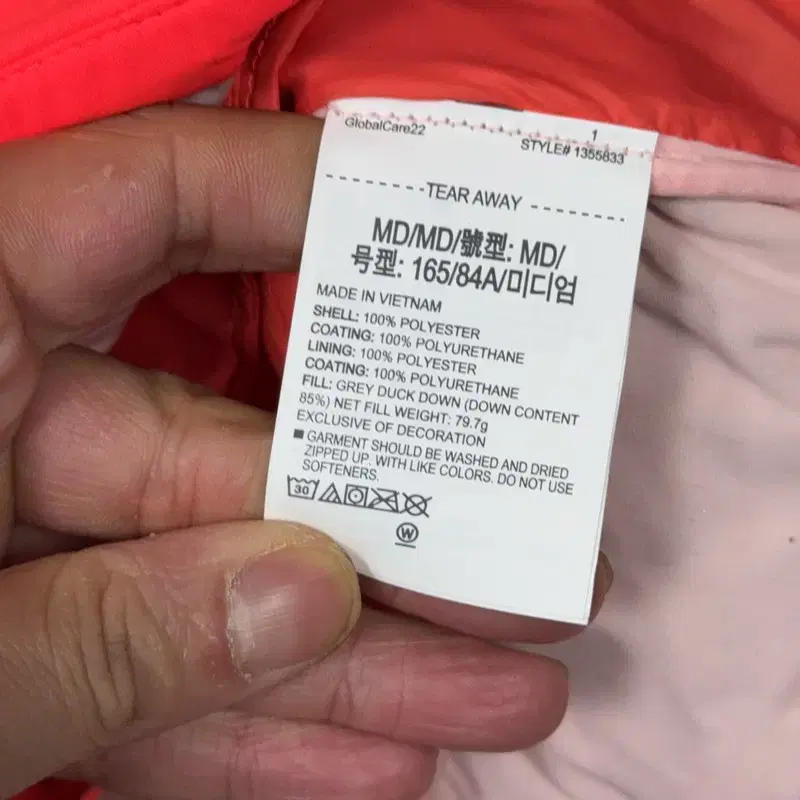 GlobalCare22
1
STYLE# 1355833
TEAR AWAY
MD/MD/號型: MD/
号型: 165/84A/미디엄
MADE IN VIETNAM
SHELL: 100% POLYESTER
COATING: 100% POLYURETHANE
LINING: 100% POLYESTER
COATING: 100% POLYURETHANE
FILL: GREY DUCK DOWN (DOWN CONTENT
85%) NET FILL WEIGHT: 79.7g
EXCLUSIVE OF DECORATION
■ GARMENT SHOULD BE WASHED AND DRIED
ZIPPED UP. WITH LIKE COLORS. DO NOT USE
SOFTENERS.
30
W